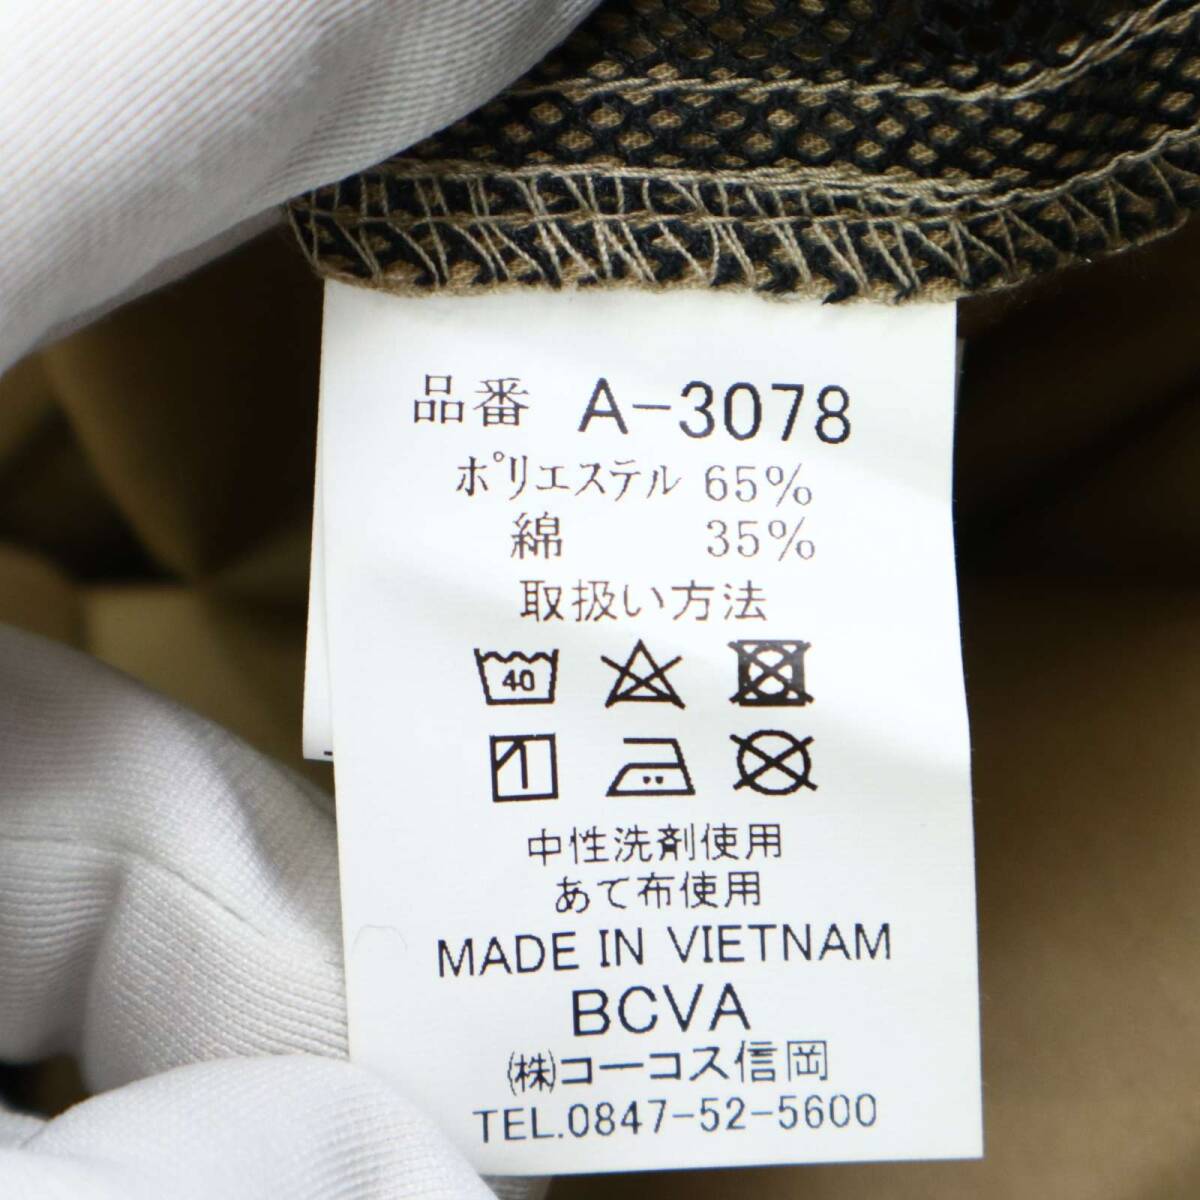 品番 A-3078
ポリエステル 65%
綿 35%
取扱い方法
40
中性洗剤使用
あて布使用
MADE IN VIETNAM
BCVA
㈱コーコス信岡
TEL.0847-52-5600